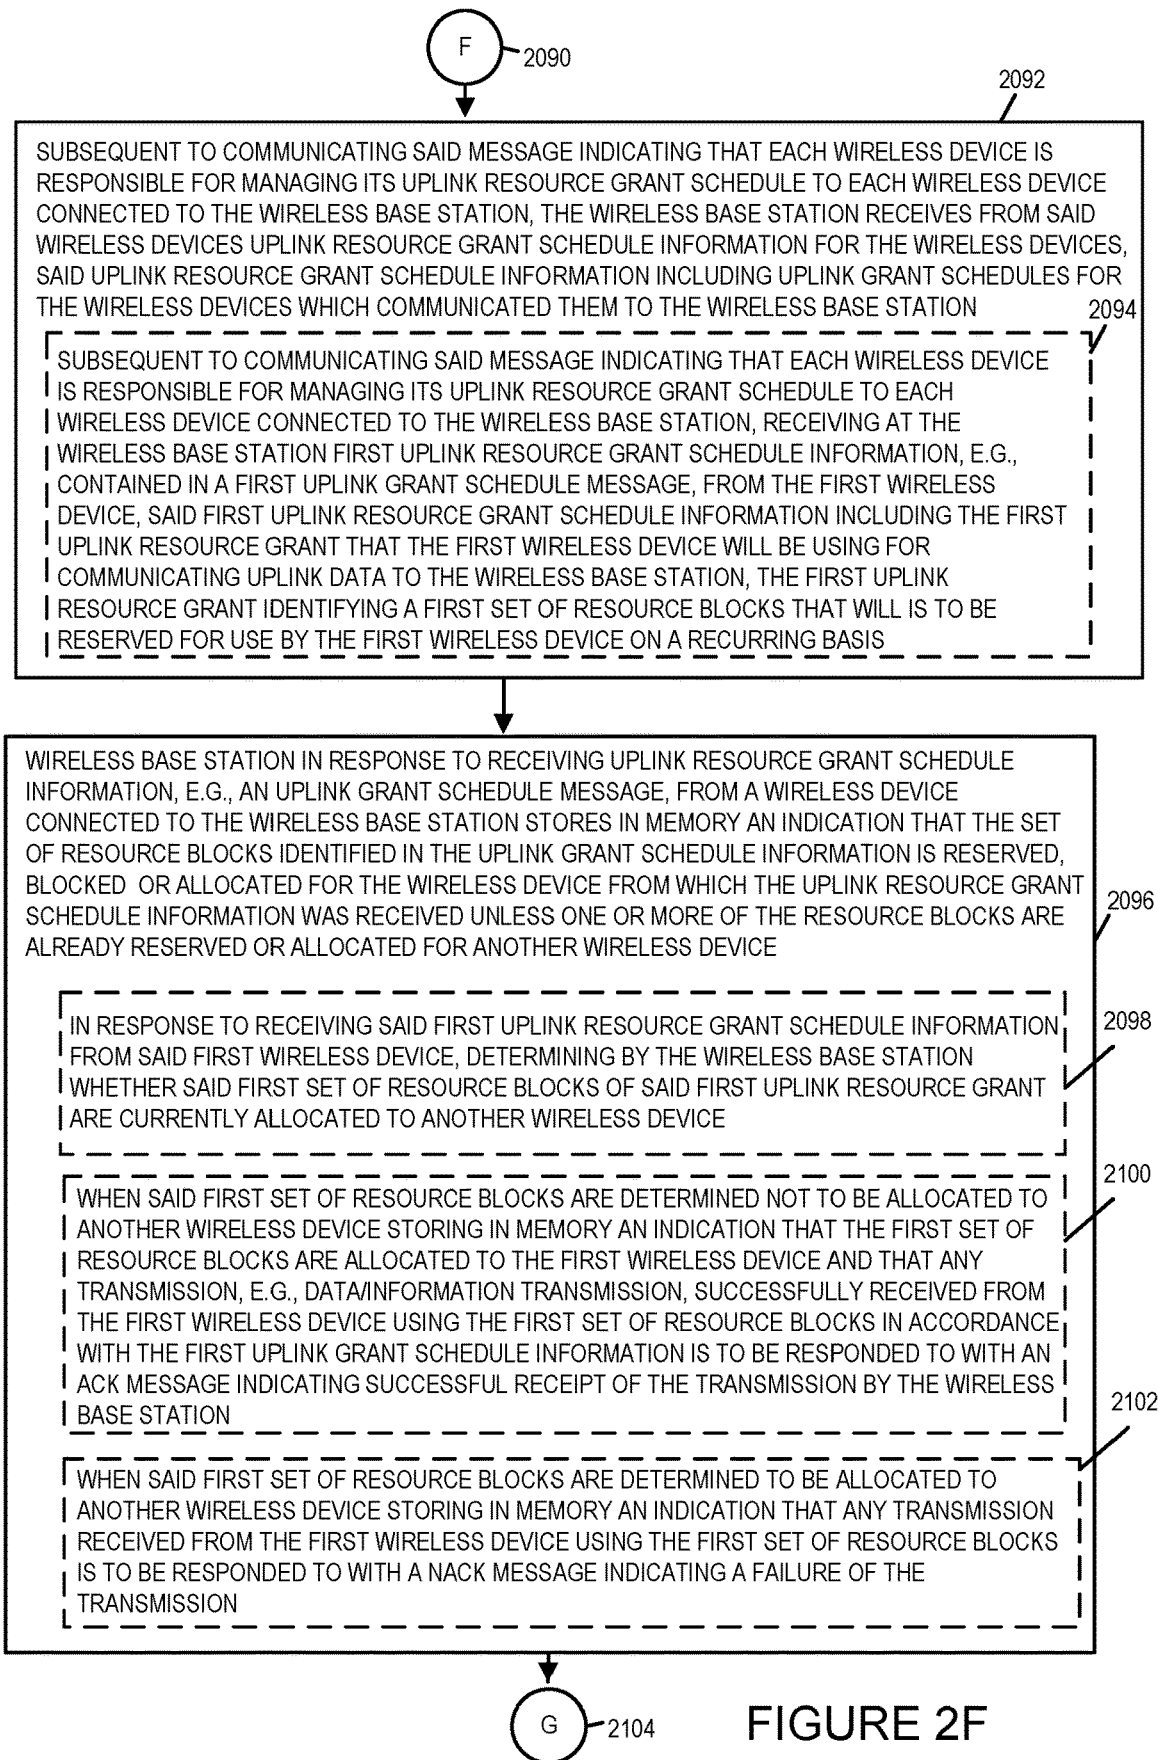 F
2090
2092
SUBSEQUENT TO COMMUNICATING SAID MESSAGE INDICATING THAT EACH WIRELESS DEVICE IS
RESPONSIBLE FOR MANAGING ITS UPLINK RESOURCE GRANT SCHEDULE TO EACH WIRELESS DEVICE
CONNECTED TO THE WIRELESS BASE STATION, THE WIRELESS BASE STATION RECEIVES FROM SAID
WIRELESS DEVICES UPLINK RESOURCE GRANT SCHEDULE INFORMATION FOR THE WIRELESS DEVICES,
SAID UPLINK RESOURCE GRANT SCHEDULE INFORMATION INCLUDING UPLINK GRANT SCHEDULES FOR
THE WIRELESS DEVICES WHICH COMMUNICATED THEM TO THE WIRELESS BASE STATION
2094
SUBSEQUENT TO COMMUNICATING SAID MESSAGE INDICATING THAT EACH WIRELESS DEVICE
IS RESPONSIBLE FOR MANAGING ITS UPLINK RESOURCE GRANT SCHEDULE TO EACH
WIRELESS DEVICE CONNECTED TO THE WIRELESS BASE STATION, RECEIVING AT THE
WIRELESS BASE STATION FIRST UPLINK RESOURCE GRANT SCHEDULE INFORMATION, E.G.,
CONTAINED IN A FIRST UPLINK GRANT SCHEDULE MESSAGE, FROM THE FIRST WIRELESS
DEVICE, SAID FIRST UPLINK RESOURCE GRANT SCHEDULE INFORMATION INCLUDING THE FIRST
UPLINK RESOURCE GRANT THAT THE FIRST WIRELESS DEVICE WILL BE USING FOR
COMMUNICATING UPLINK DATA TO THE WIRELESS BASE STATION, THE FIRST UPLINK
RESOURCE GRANT IDENTIFYING A FIRST SET OF RESOURCE BLOCKS THAT WILL IS TO BE
RESERVED FOR USE BY THE FIRST WIRELESS DEVICE ON A RECURRING BASIS
WIRELESS BASE STATION IN RESPONSE TO RECEIVING UPLINK RESOURCE GRANT SCHEDULE
INFORMATION, E.G., AN UPLINK GRANT SCHEDULE MESSAGE, FROM A WIRELESS DEVICE
CONNECTED TO THE WIRELESS BASE STATION STORES IN MEMORY AN INDICATION THAT THE SET
OF RESOURCE BLOCKS IDENTIFIED IN THE UPLINK GRANT SCHEDULE INFORMATION IS RESERVED,
BLOCKED OR ALLOCATED FOR THE WIRELESS DEVICE FROM WHICH THE UPLINK RESOURCE GRANT
SCHEDULE INFORMATION WAS RECEIVED UNLESS ONE OR MORE OF THE RESOURCE BLOCKS ARE
ALREADY RESERVED OR ALLOCATED FOR ANOTHER WIRELESS DEVICE
2096
IN RESPONSE TO RECEIVING SAID FIRST UPLINK RESOURCE GRANT SCHEDULE INFORMATION
FROM SAID FIRST WIRELESS DEVICE, DETERMINING BY THE WIRELESS BASE STATION
WHETHER SAID FIRST SET OF RESOURCE BLOCKS OF SAID FIRST UPLINK RESOURCE GRANT
ARE CURRENTLY ALLOCATED TO ANOTHER WIRELESS DEVICE
2098
WHEN SAID FIRST SET OF RESOURCE BLOCKS ARE DETERMINED NOT TO BE ALLOCATED TO
ANOTHER WIRELESS DEVICE STORING IN MEMORY AN INDICATION THAT THE FIRST SET OF
RESOURCE BLOCKS ARE ALLOCATED TO THE FIRST WIRELESS DEVICE AND THAT ANY
TRANSMISSION, E.G., DATA/INFORMATION TRANSMISSION, SUCCESSFULLY RECEIVED FROM
THE FIRST WIRELESS DEVICE USING THE FIRST SET OF RESOURCE BLOCKS IN ACCORDANCE
WITH THE FIRST UPLINK GRANT SCHEDULE INFORMATION IS TO BE RESPONDED TO WITH AN
ACK MESSAGE INDICATING SUCCESSFUL RECEIPT OF THE TRANSMISSION BY THE WIRELESS
BASE STATION
2100
2102
WHEN SAID FIRST SET OF RESOURCE BLOCKS ARE DETERMINED TO BE ALLOCATED TO
ANOTHER WIRELESS DEVICE STORING IN MEMORY AN INDICATION THAT ANY TRANSMISSION
RECEIVED FROM THE FIRST WIRELESS DEVICE USING THE FIRST SET OF RESOURCE BLOCKS
IS TO BE RESPONDED TO WITH A NACK MESSAGE INDICATING A FAILURE OF THE
TRANSMISSION
G
2104
FIGURE 2F